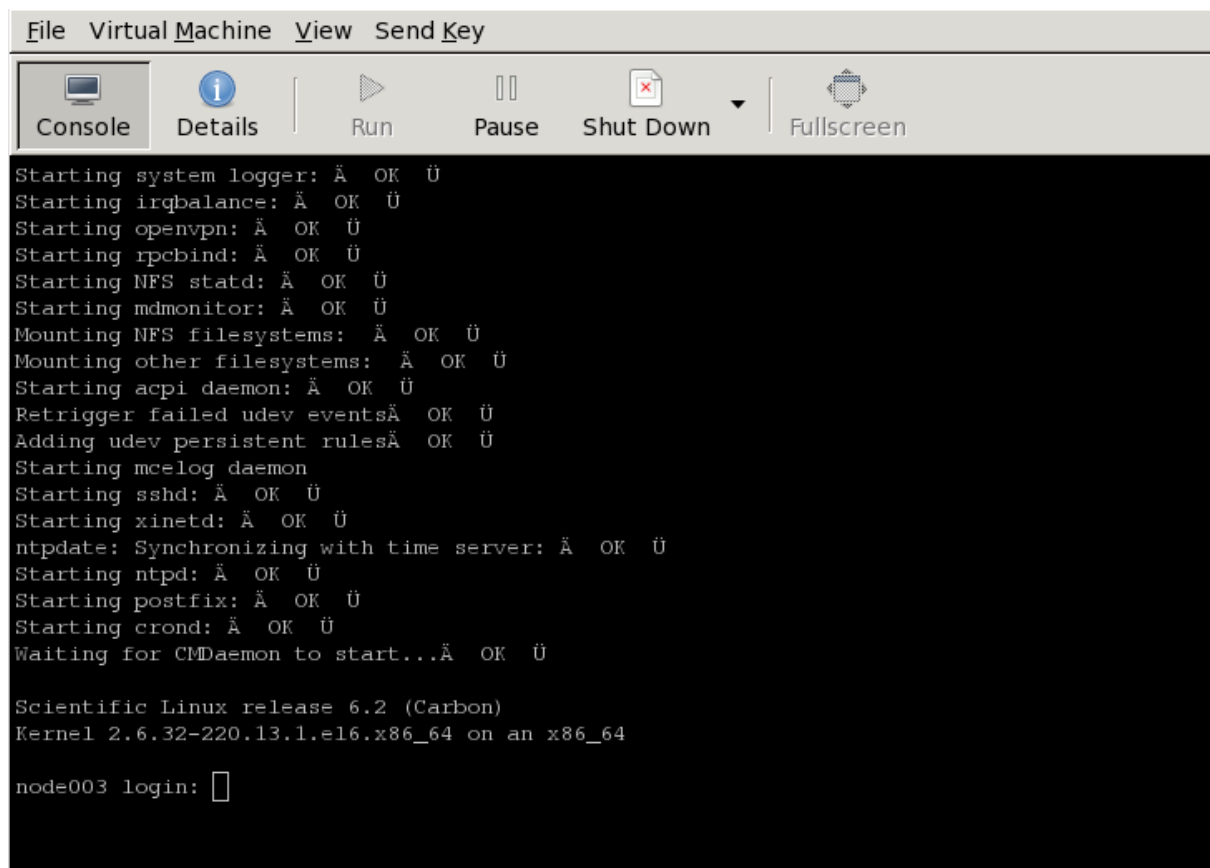 File Virtual Machine View Send Key
Console Details Run Pause Shut Down Fullscreen
Starting system logger: Ä  OK  Ü
Starting irqbalance: Ä  OK  Ü
Starting openvpn: Ä  OK  Ü
Starting rpcbind: Ä  OK  Ü
Starting NFS statd: Ä  OK  Ü
Starting mdmonitor: Ä  OK  Ü
Mounting NFS filesystems:  Ä  OK  Ü
Mounting other filesystems:  Ä  OK  Ü
Starting acpi daemon: Ä  OK  Ü
Retrigger failed udev eventsÄ  OK  Ü
Adding udev persistent rulesÄ  OK  Ü
Starting mcelog daemon
Starting sshd: Ä  OK  Ü
Starting xinetd: Ä  OK  Ü
ntpdate: Synchronizing with time server: Ä  OK  Ü
Starting ntpd: Ä  OK  Ü
Starting postfix: Ä  OK  Ü
Starting crond: Ä  OK  Ü
Waiting for CMDaemon to start...Ä  OK  Ü
Scientific Linux release 6.2 (Carbon)
Kernel 2.6.32-220.13.1.el6.x86_64 on an x86_64
node003 login: